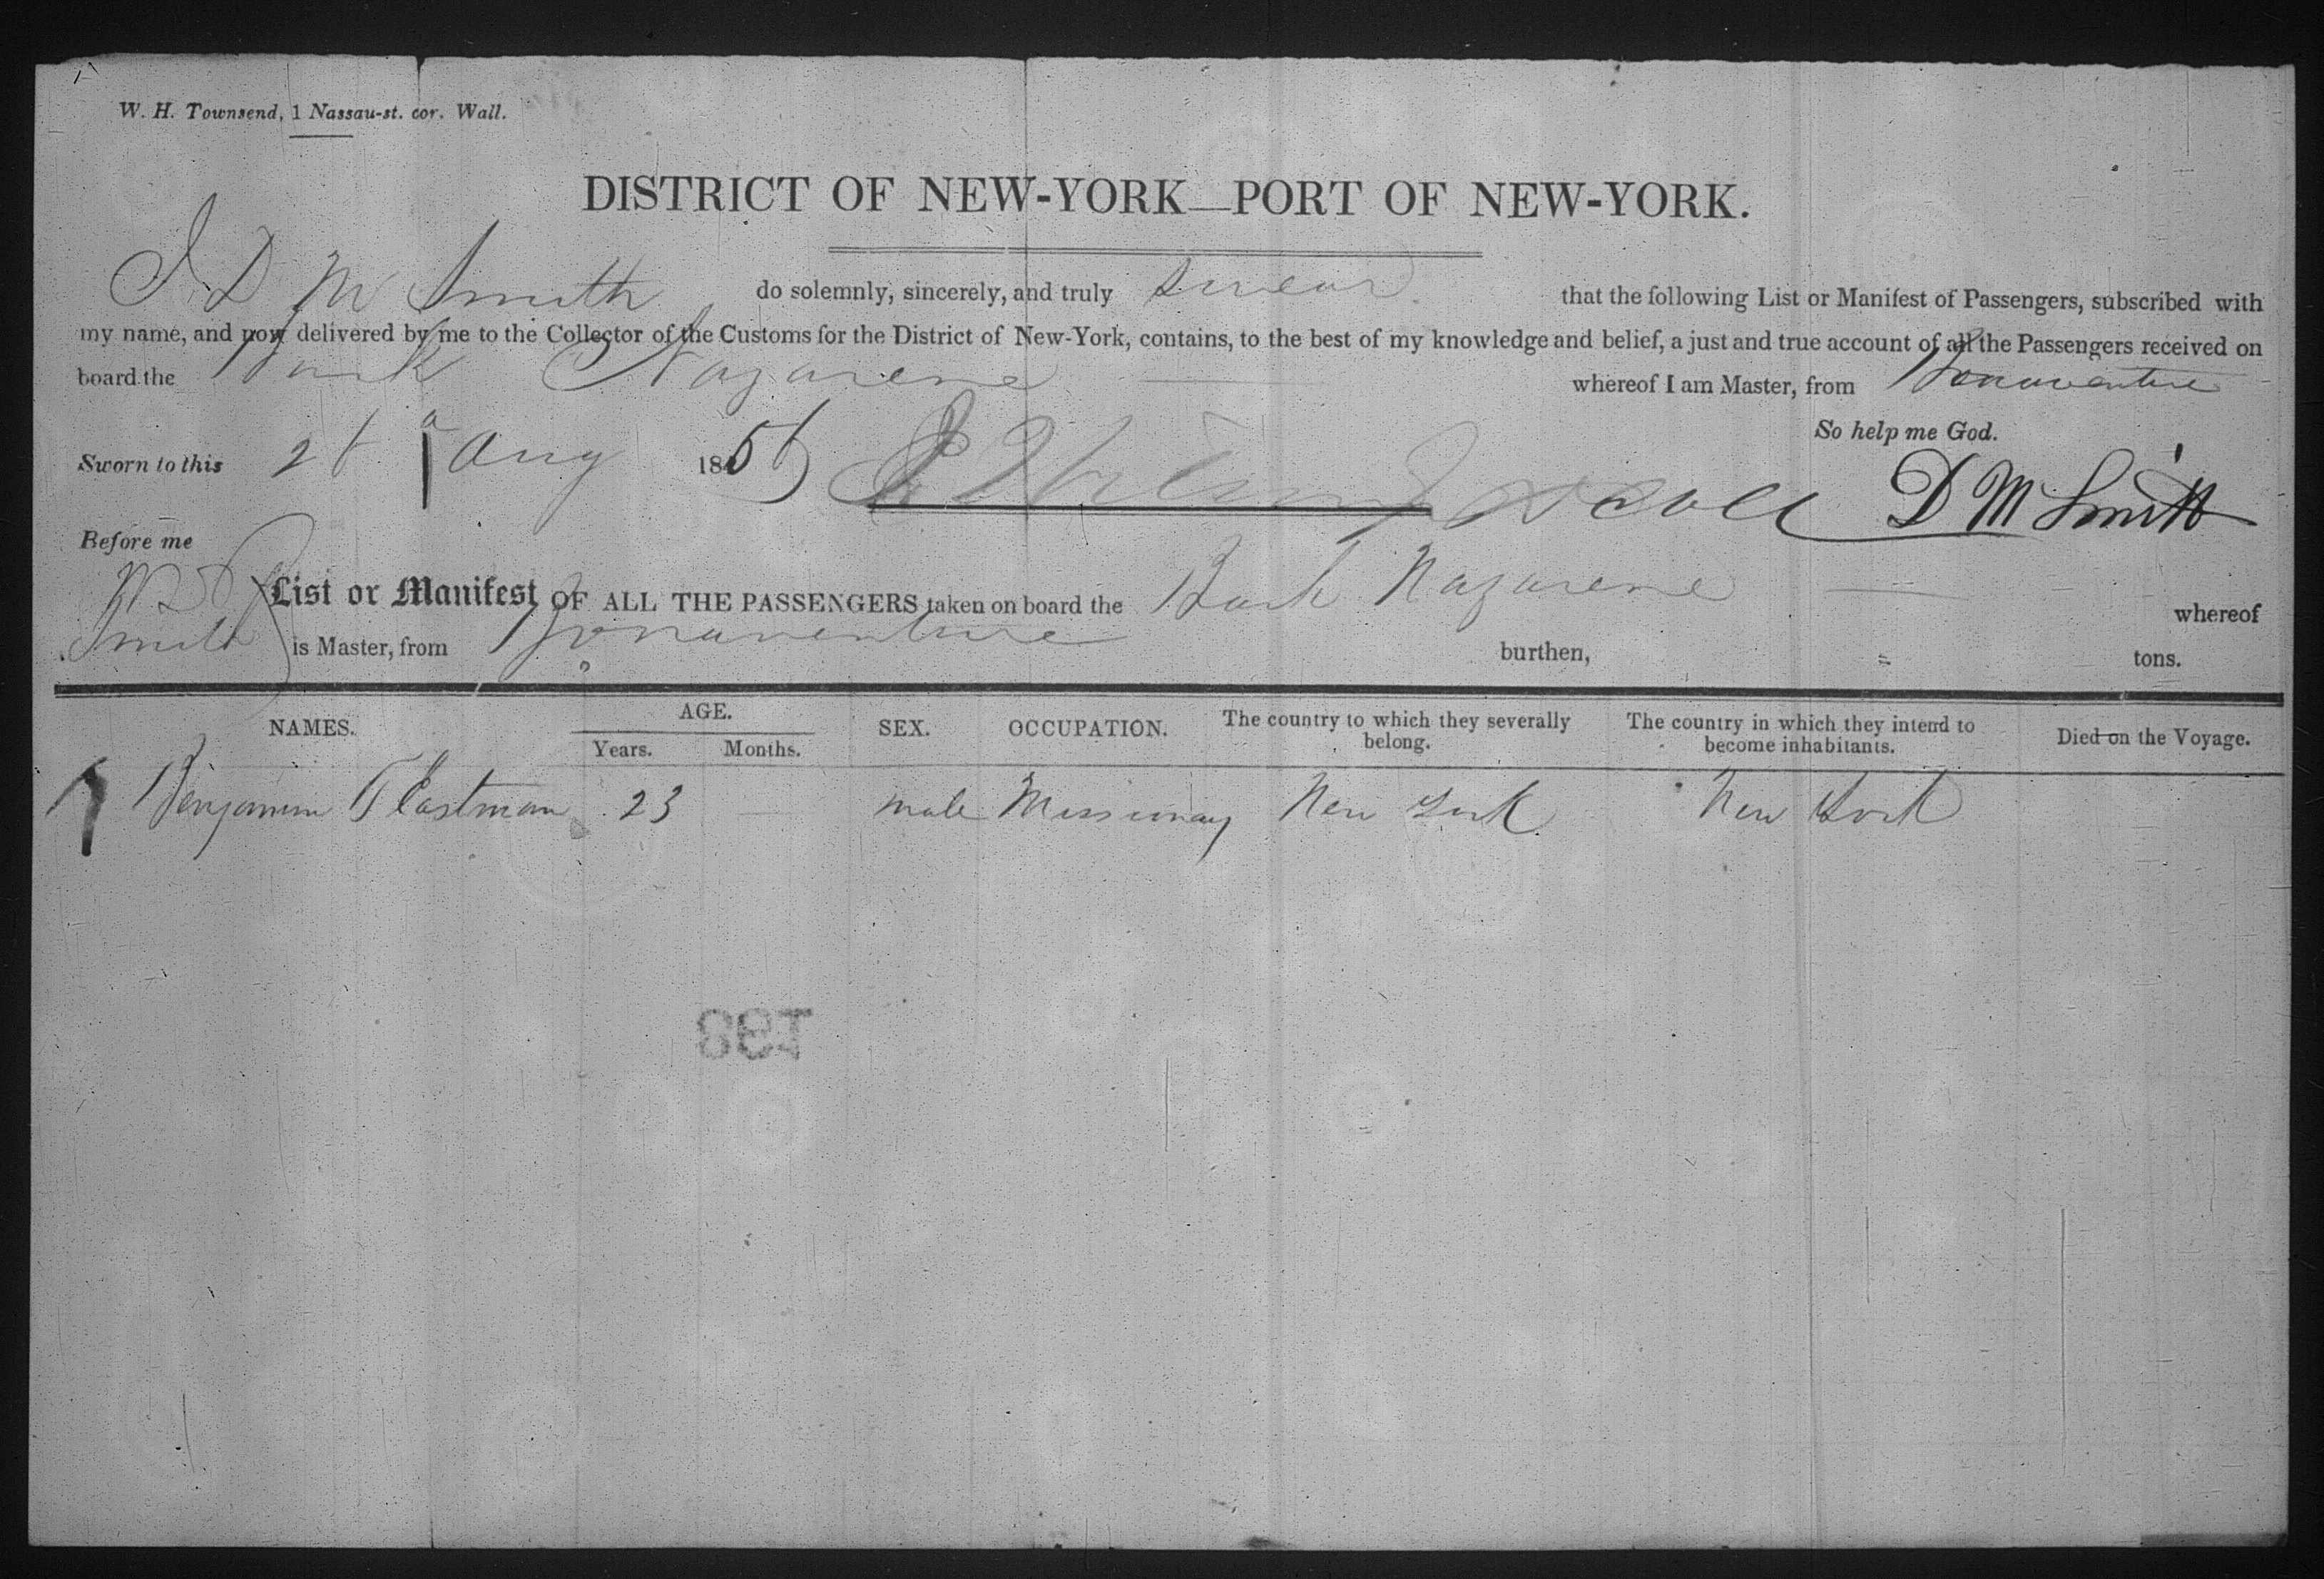 W. H. Townsend, 1 Nassau-st. cor. Wall.
DISTRICT OF NEW-YORK—PORT OF NEW-YORK.
I, D M Smith do solemnly, sincerely, and truly swear that the following List or Manifest of Passengers, subscribed with
my name, and now delivered by me to the Collector of the Customs for the District of New-York, contains, to the best of my knowledge and belief, a just and true account of all the Passengers received on
board the Bark Nazarene whereof I am Master, from Bonaventure
So help me God.
Sworn to this Aug 185 D M Smith
Before me
D M Smith List or Manifest OF ALL THE PASSENGERS taken on board the Bark Nazarene whereof
is Master, from Bonaventure burthen, tons.
NAMES. AGE. SEX. OCCUPATION. The country to which they severally belong. The country in which they intend to become inhabitants. Died on the Voyage.
Years. Months.
Benjamin Eastman 23 — male Missionary New York New York
198